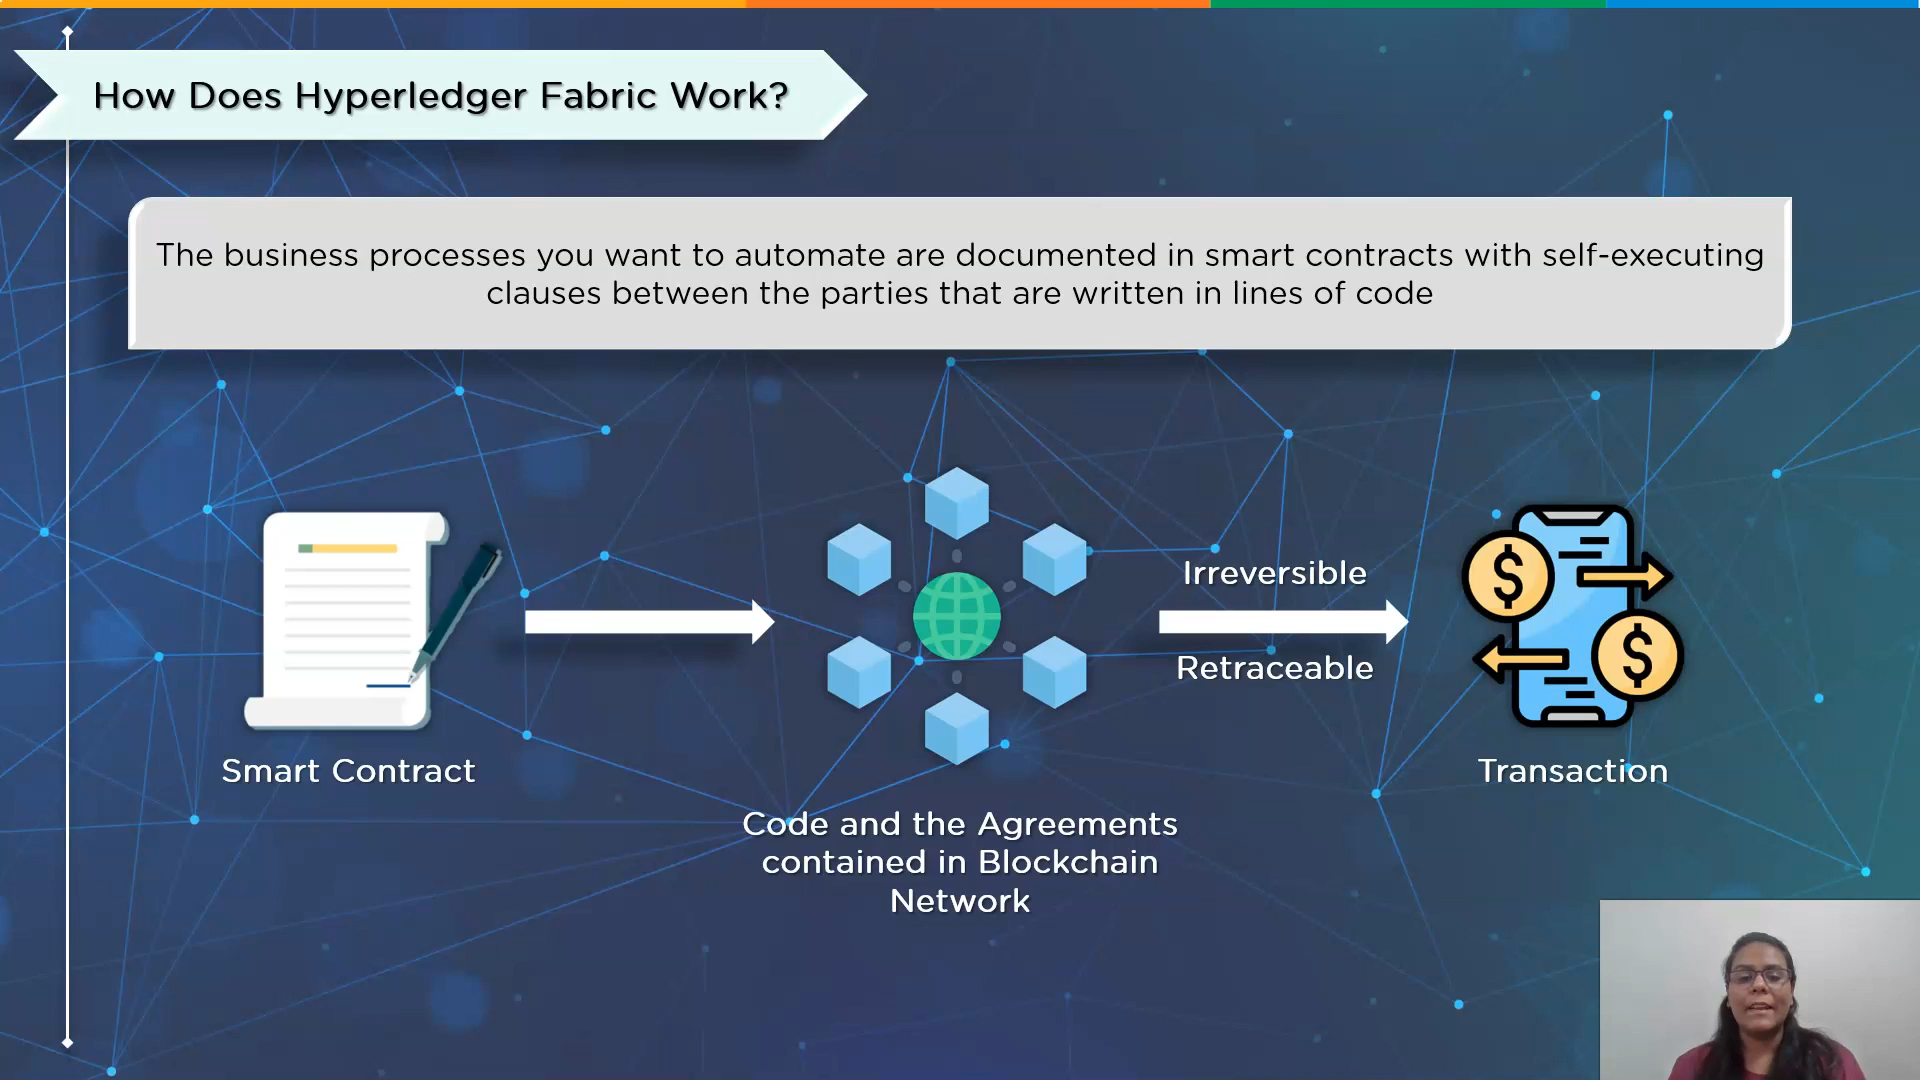 How Does Hyperledger Fabric Work?
The business processes you want to automate are documented in smart contracts with self-executing
clauses between the parties that are written in lines of code
Irreversible
Retraceable
Smart Contract
Code and the Agreements
contained in Blockchain
Network
Transaction